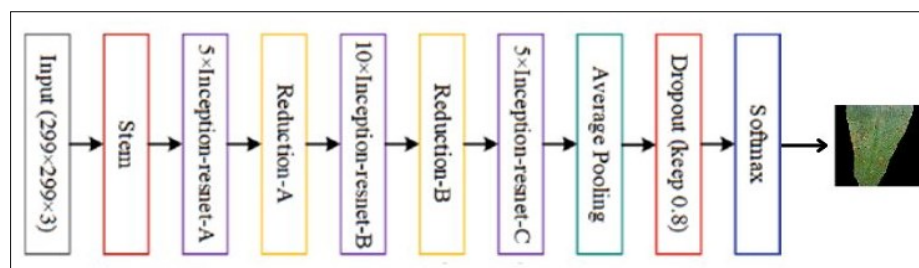 Input (299×299×3)
Stem
5×Inception-resnet-A
Reduction-A
10×Inception-resnet-B
Reduction-B
5×Inception-resnet-C
Average Pooling
Dropout (keep 0.8)
Softmax